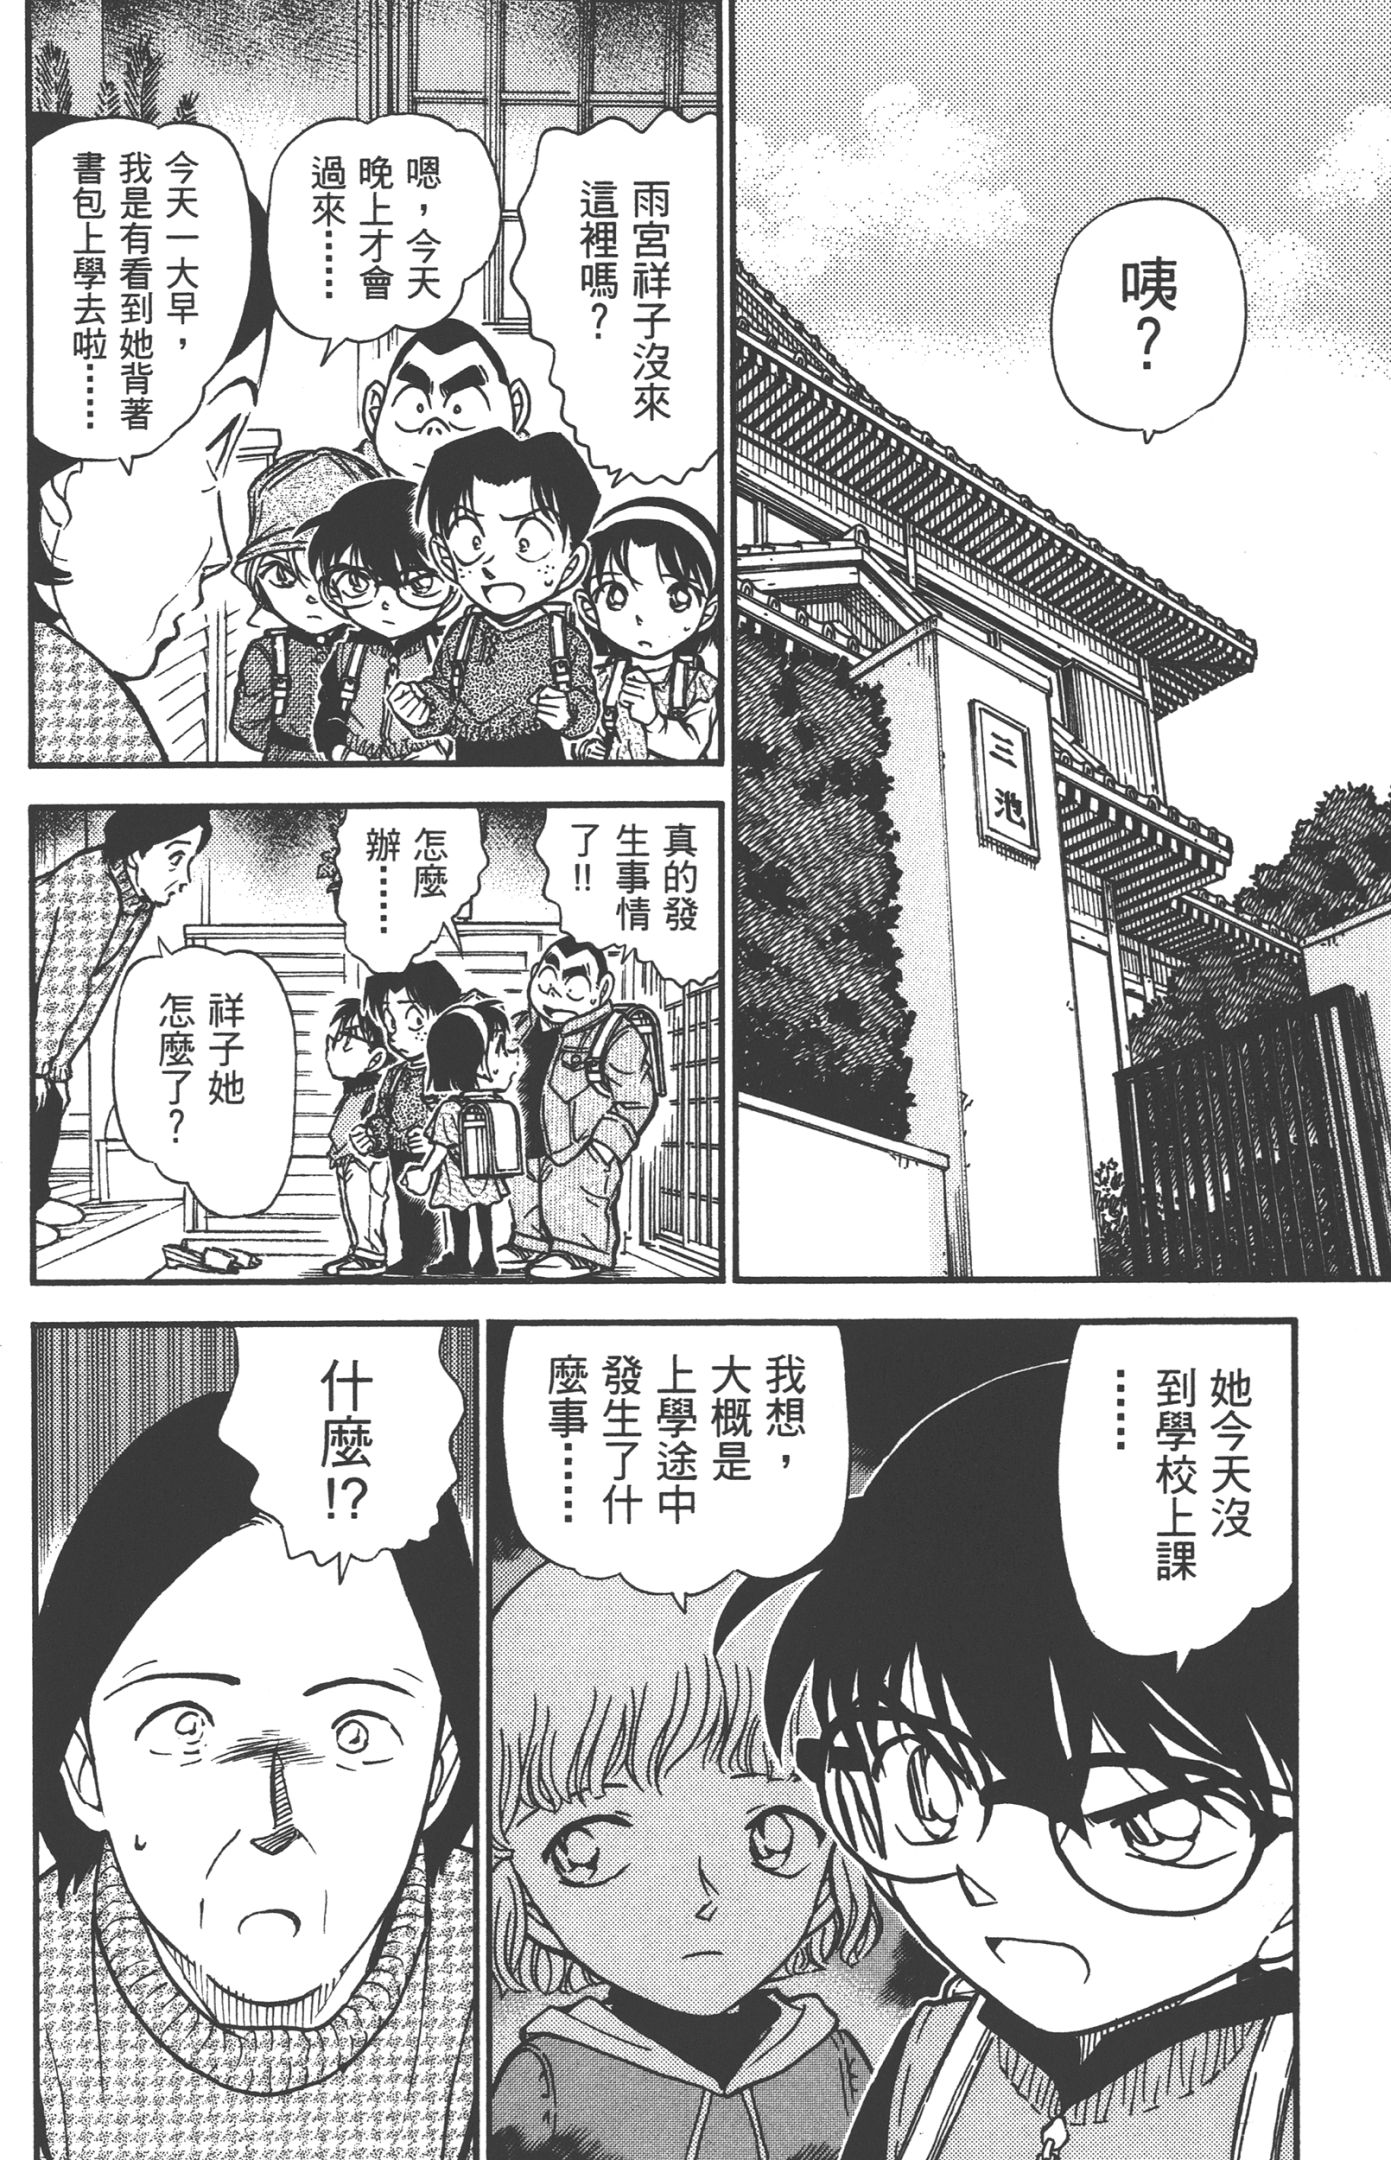 咦？
三池
雨宮祥子沒來
這裡嗎？
嗯，今天
晚上才會
過來……
今天一大早，
我是有看到她背著
書包上學去啦……
真的發
生事情
了!!
怎麼
辦……
祥子她
怎麼了？
她今天沒
到學校上課
……
我想，
大概是
上學途中
發生了什
麼事……
什麼!?